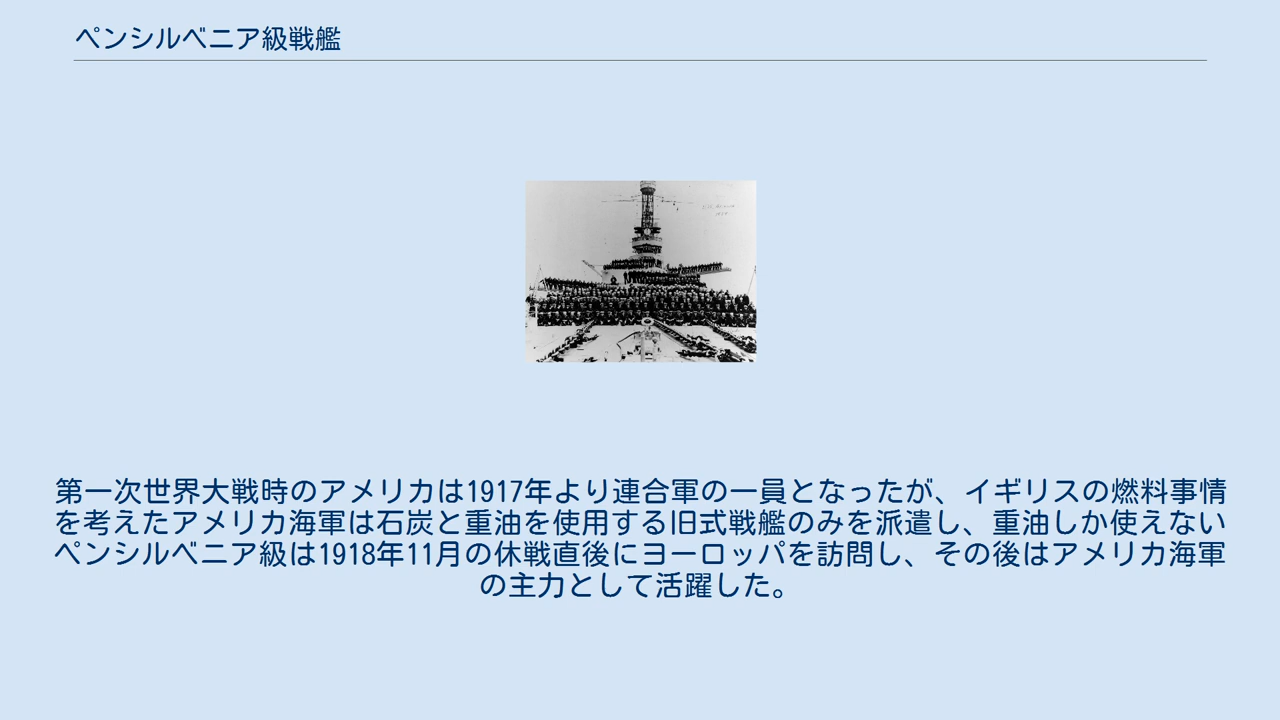 ペンシルベニア級戦艦
第一次世界大戦時のアメリカは1917年より連合軍の一員となったが、イギリスの燃料事情
を考えたアメリカ海軍は石炭と重油を使用する旧式戦艦のみを派遣し、重油しか使えない
ペンシルベニア級は1918年11月の休戦直後にヨーロッパを訪問し、その後はアメリカ海軍
の主力として活躍した。